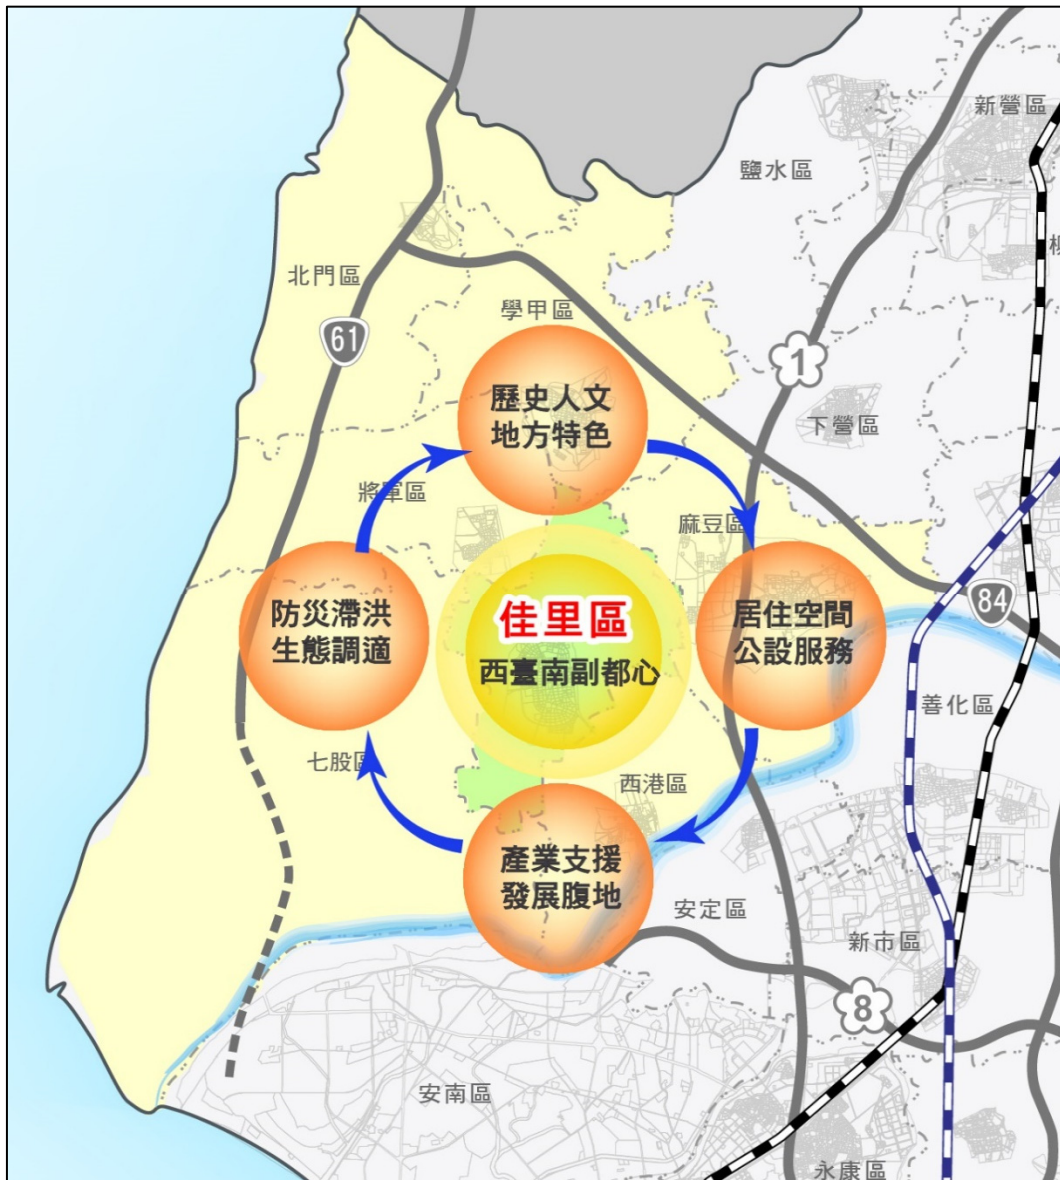 新營區
鹽水區
柳
北門區
學甲區
61
1
歷史人文
地方特色
下營區
將軍區
麻豆區
防災滯洪
生態調適
佳里區
西臺南副都心
居住空間
公設服務
84
善化區
七股區
西港區
產業支援
發展腹地
安定區
新市區
8
安南區
永康區